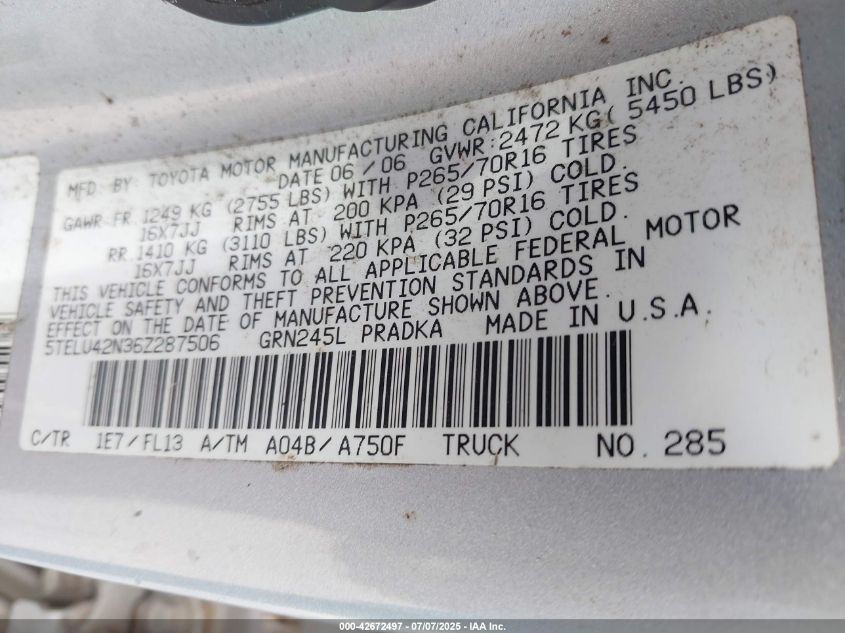 MFD. BY: TOYOTA MOTOR MANUFACTURING CALIFORNIA INC.
DATE 06/06 GVWR:2472 KG( 5450 LBS)
GAWR FR.1249 KG (2755 LBS) WITH P265/70R16 TIRES
16X7JJ RIMS AT 200 KPA (29 PSI) COLD.
RR.1410 KG (3110 LBS) WITH P265/70R16 TIRES
16X7JJ RIMS AT 220 KPA (32 PSI) COLD.
THIS VEHICLE CONFORMS TO ALL APPLICABLE FEDERAL MOTOR
VEHICLE SAFETY AND THEFT PREVENTION STANDARDS IN
EFFECT ON THE DATE OF MANUFACTURE SHOWN ABOVE.
5TELU42N36Z287506 GRN245L PRADKA MADE IN U.S.A.
C/TR 1E7/FL13 A/TM A04B/A750F TRUCK NO. 285
000-42672497 - 07/07/2025 - IAA Inc.